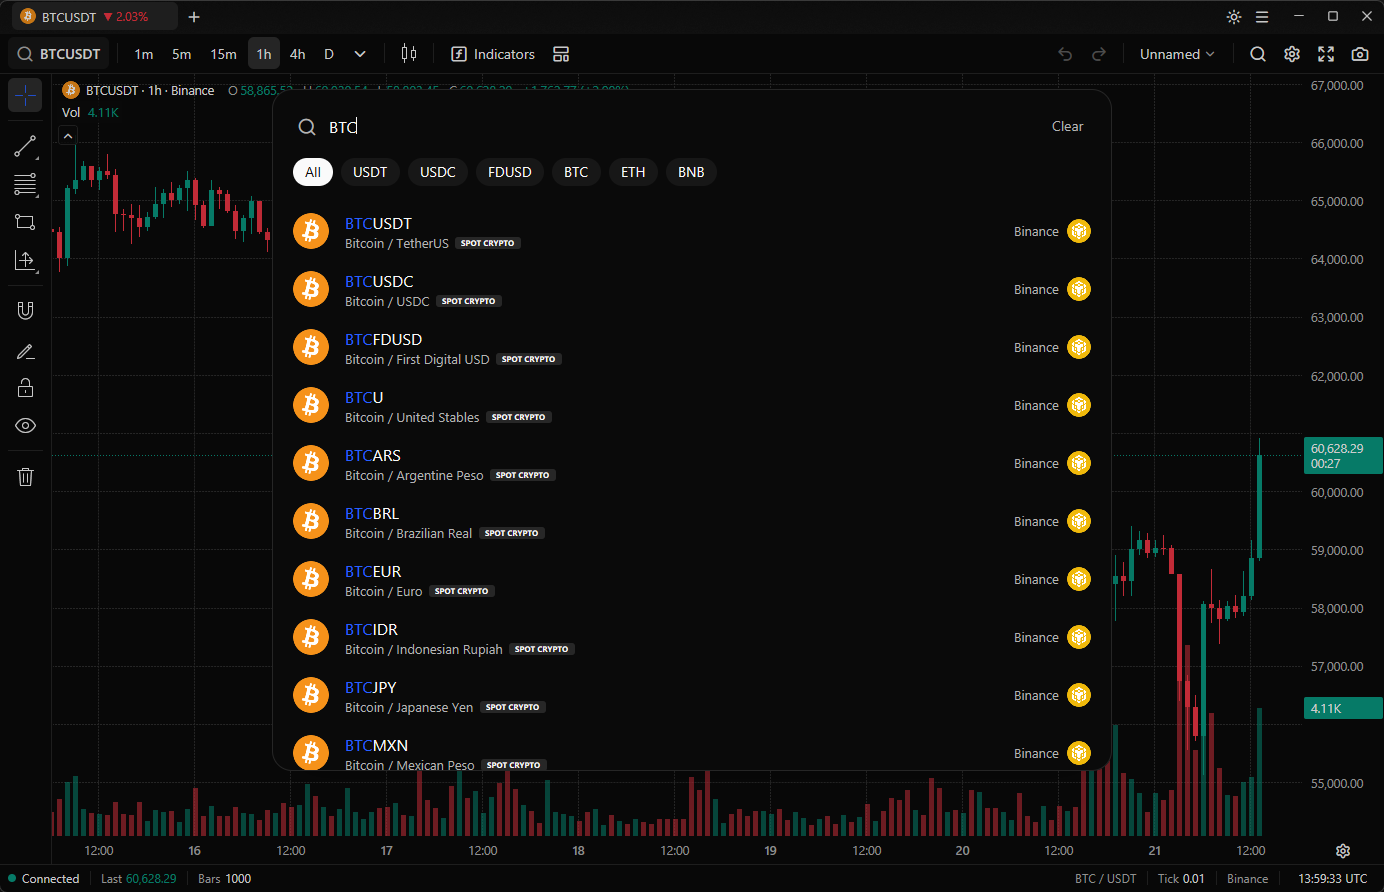 BTCUSDT ▼ 2.03%
BTCUSDT 1m 5m 15m 1h 4h D Indicators Unnamed
BTCUSDT · 1h · Binance O 58,865.53
Vol 4.11K
BTC Clear
All USDT USDC FDUSD BTC ETH BNB
BTCUSDT
Bitcoin / TetherUS SPOT CRYPTO Binance
BTCUSDC
Bitcoin / USDC SPOT CRYPTO Binance
BTCFDUSD
Bitcoin / First Digital USD SPOT CRYPTO Binance
BTCU
Bitcoin / United Stables SPOT CRYPTO Binance
BTCARS
Bitcoin / Argentine Peso SPOT CRYPTO Binance
BTCBRL
Bitcoin / Brazilian Real SPOT CRYPTO Binance
BTCEUR
Bitcoin / Euro SPOT CRYPTO Binance
BTCIDR
Bitcoin / Indonesian Rupiah SPOT CRYPTO Binance
BTCJPY
Bitcoin / Japanese Yen SPOT CRYPTO Binance
BTCMXN
Bitcoin / Mexican Peso SPOT CRYPTO Binance
67,000.00
66,000.00
65,000.00
64,000.00
63,000.00
62,000.00
60,628.29
00:27
60,000.00
59,000.00
58,000.00
57,000.00
4.11K
55,000.00
12:00 16 12:00 17 12:00 18 12:00 19 12:00 20 12:00 21 12:00
Connected Last 60,628.29 Bars 1000 BTC / USDT Tick 0.01 Binance 13:59:33 UTC